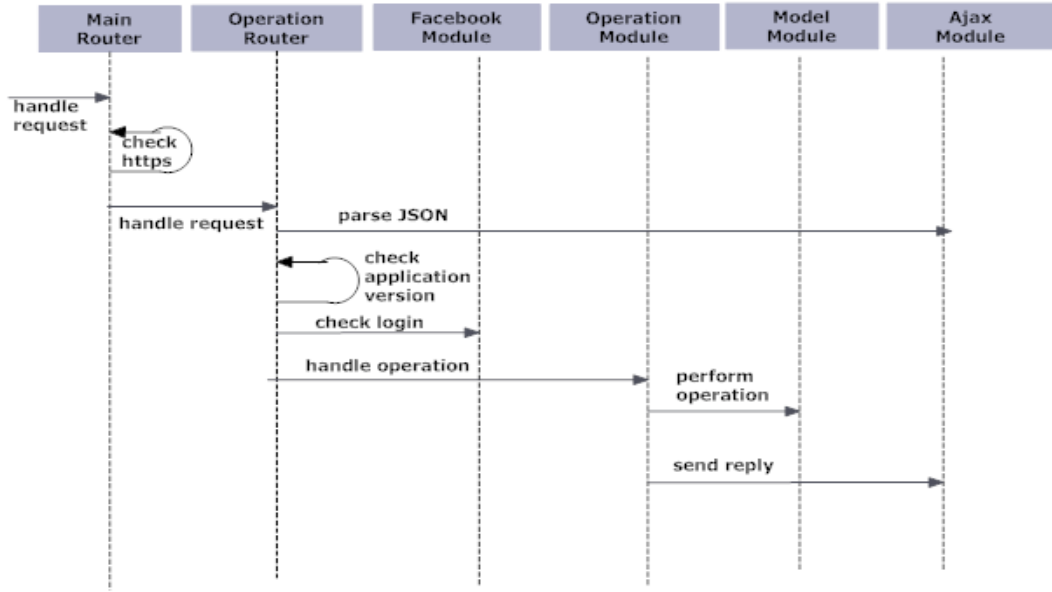 Main
Router
Operation
Router
Facebook
Module
Operation
Module
Model
Module
Ajax
Module
handle
request
check
https
handle request
parse JSON
check
application
version
check login
handle operation
perform
operation
send reply